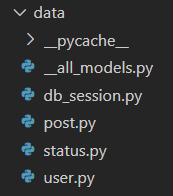 data
__pycache__
__all_models.py
db_session.py
post.py
status.py
user.py